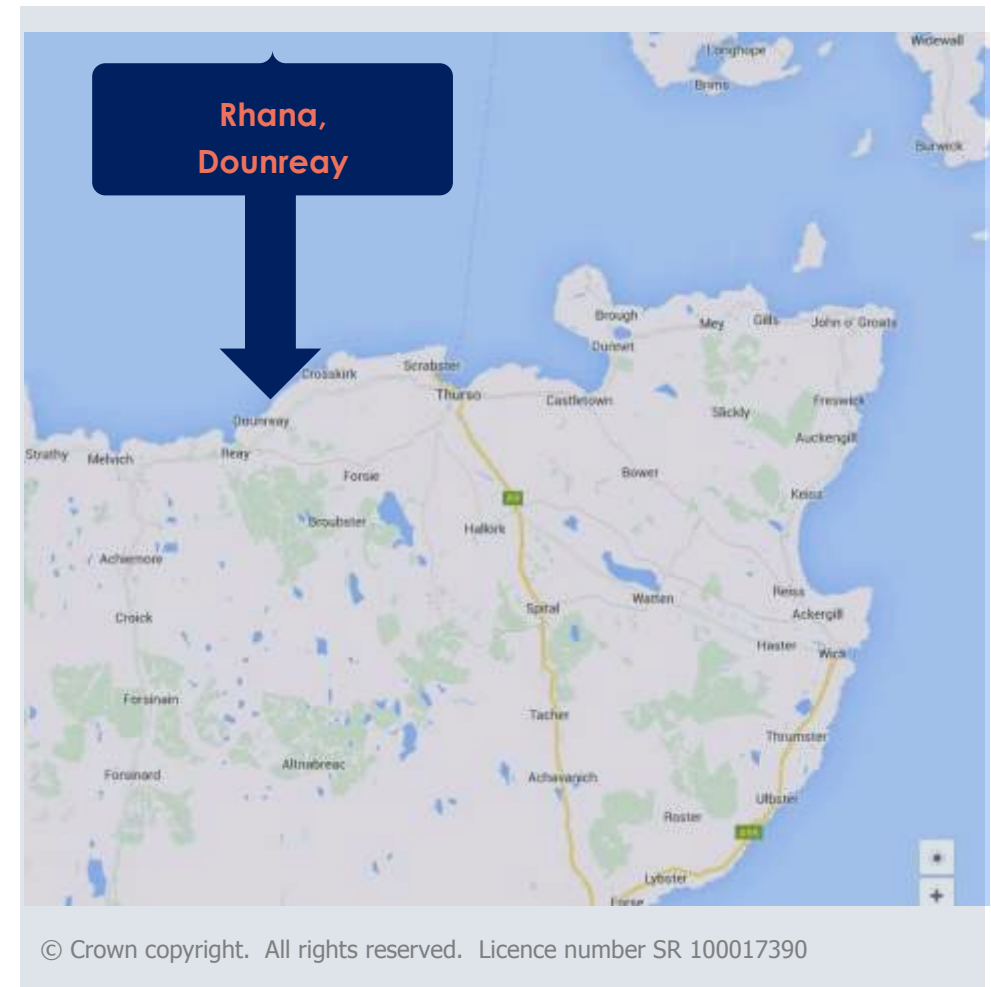 Longhope
Widewall
Brims
Burwick
Rhana,
Dounreay
Brough
Mey
Gills
John o' Groats
Dunnet
Scrabster
Crosskirk
Thurso
Castletown
Freswick
Slickly
Dounreay
Auckengill
Strathy
Melvich
Reay
Forsie
Bower
Keiss
Broubster
Halkirk
Achiemore
Watten
Reiss
Croick
Spital
Ackergill
Haster
Wick
Forsinain
Tacher
Thrumster
Altnabreac
Forsinard
Achavanich
Ulbster
Roster
Lybster
Forse
© Crown copyright. All rights reserved. Licence number SR 100017390